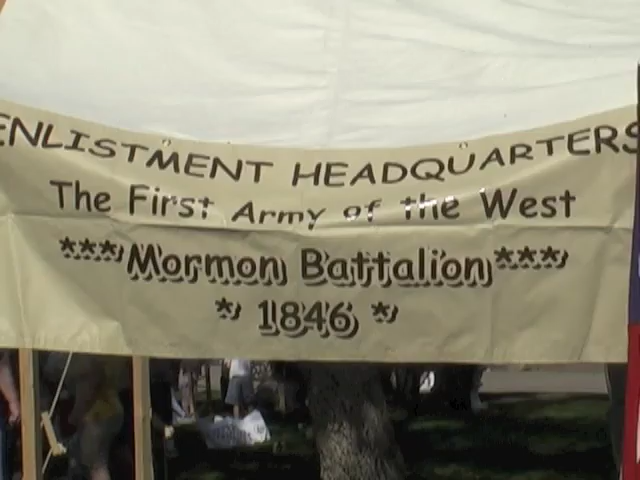 ENLISTMENT HEADQUARTERS
The First Army of the West
***Mormon Battalion***
* 1846 *